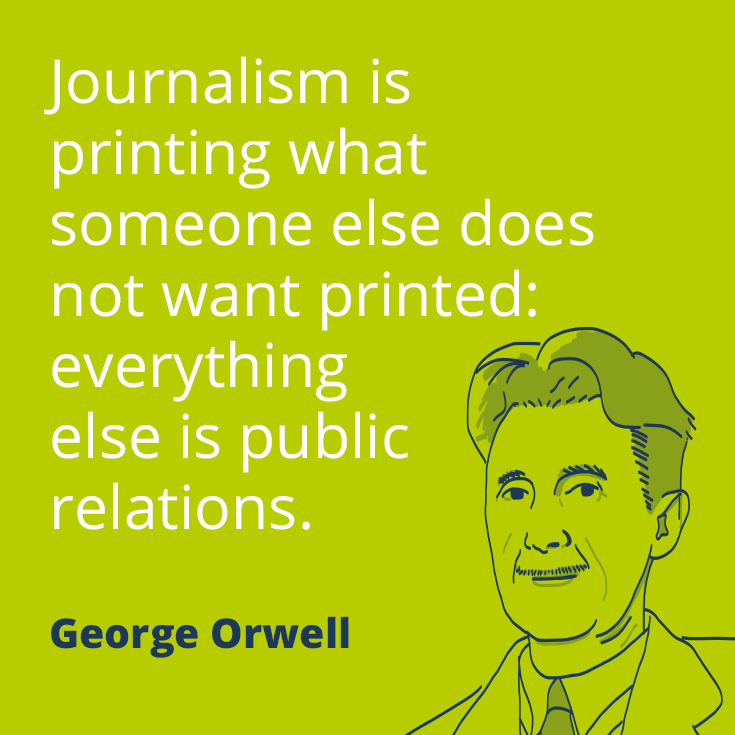 Journalism is
printing what
someone else does
not want printed:
everything
else is public
relations.
George Orwell